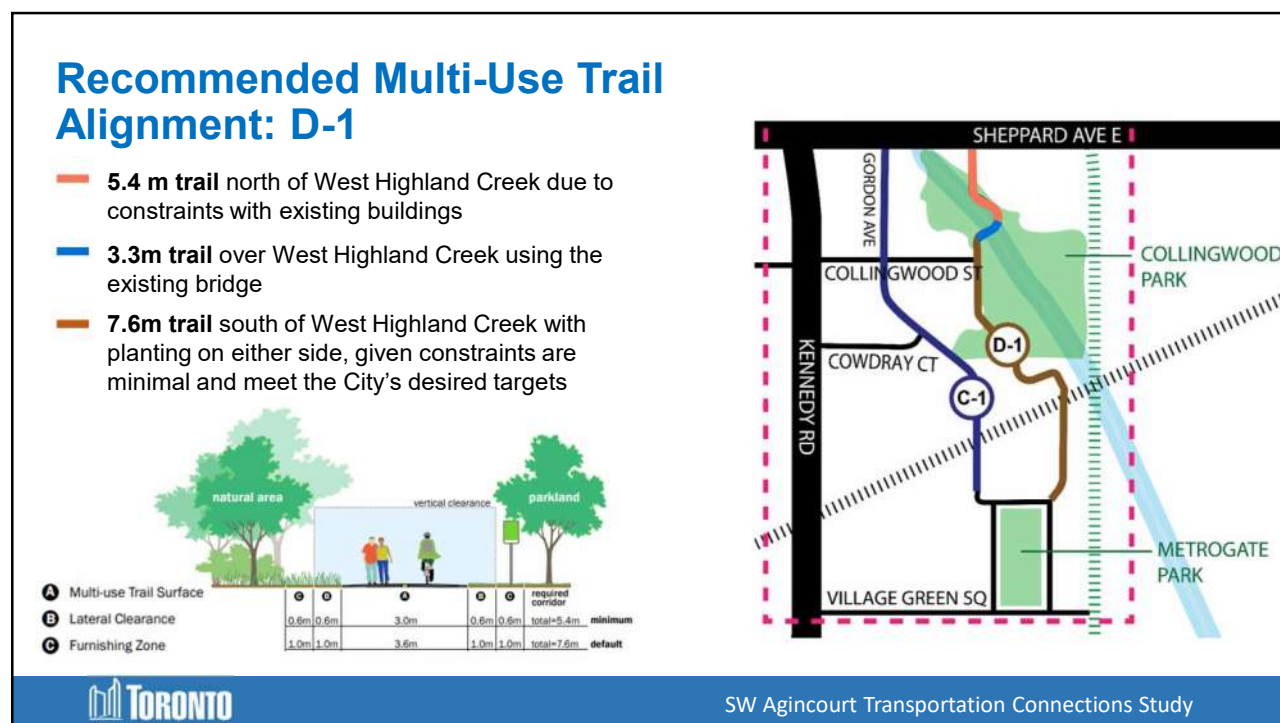 Recommended Multi-Use Trail
Alignment: D-1
5.4 m trail north of West Highland Creek due to
constraints with existing buildings
3.3m trail over West Highland Creek using the
existing bridge
7.6m trail south of West Highland Creek with
planting on either side, given constraints are
minimal and meet the City's desired targets
natural area
vertical clearance
parkland
A Multi-use Trail Surface
B Lateral Clearance
C Furnishing Zone
C B A B C required
corridor
0.6m 0.6m 3.0m 0.6m 0.6m total=5.4m minimum
1.0m 1.0m 3.6m 1.0m 1.0m total=7.6m default
SHEPPARD AVE E
GORDON AVE
COLLINGWOOD ST
COLLINGWOOD
PARK
KENNEDY RD
COWDRAY CT
D-1
C-1
METROGATE
PARK
VILLAGE GREEN SQ
TORONTO
SW Agincourt Transportation Connections Study